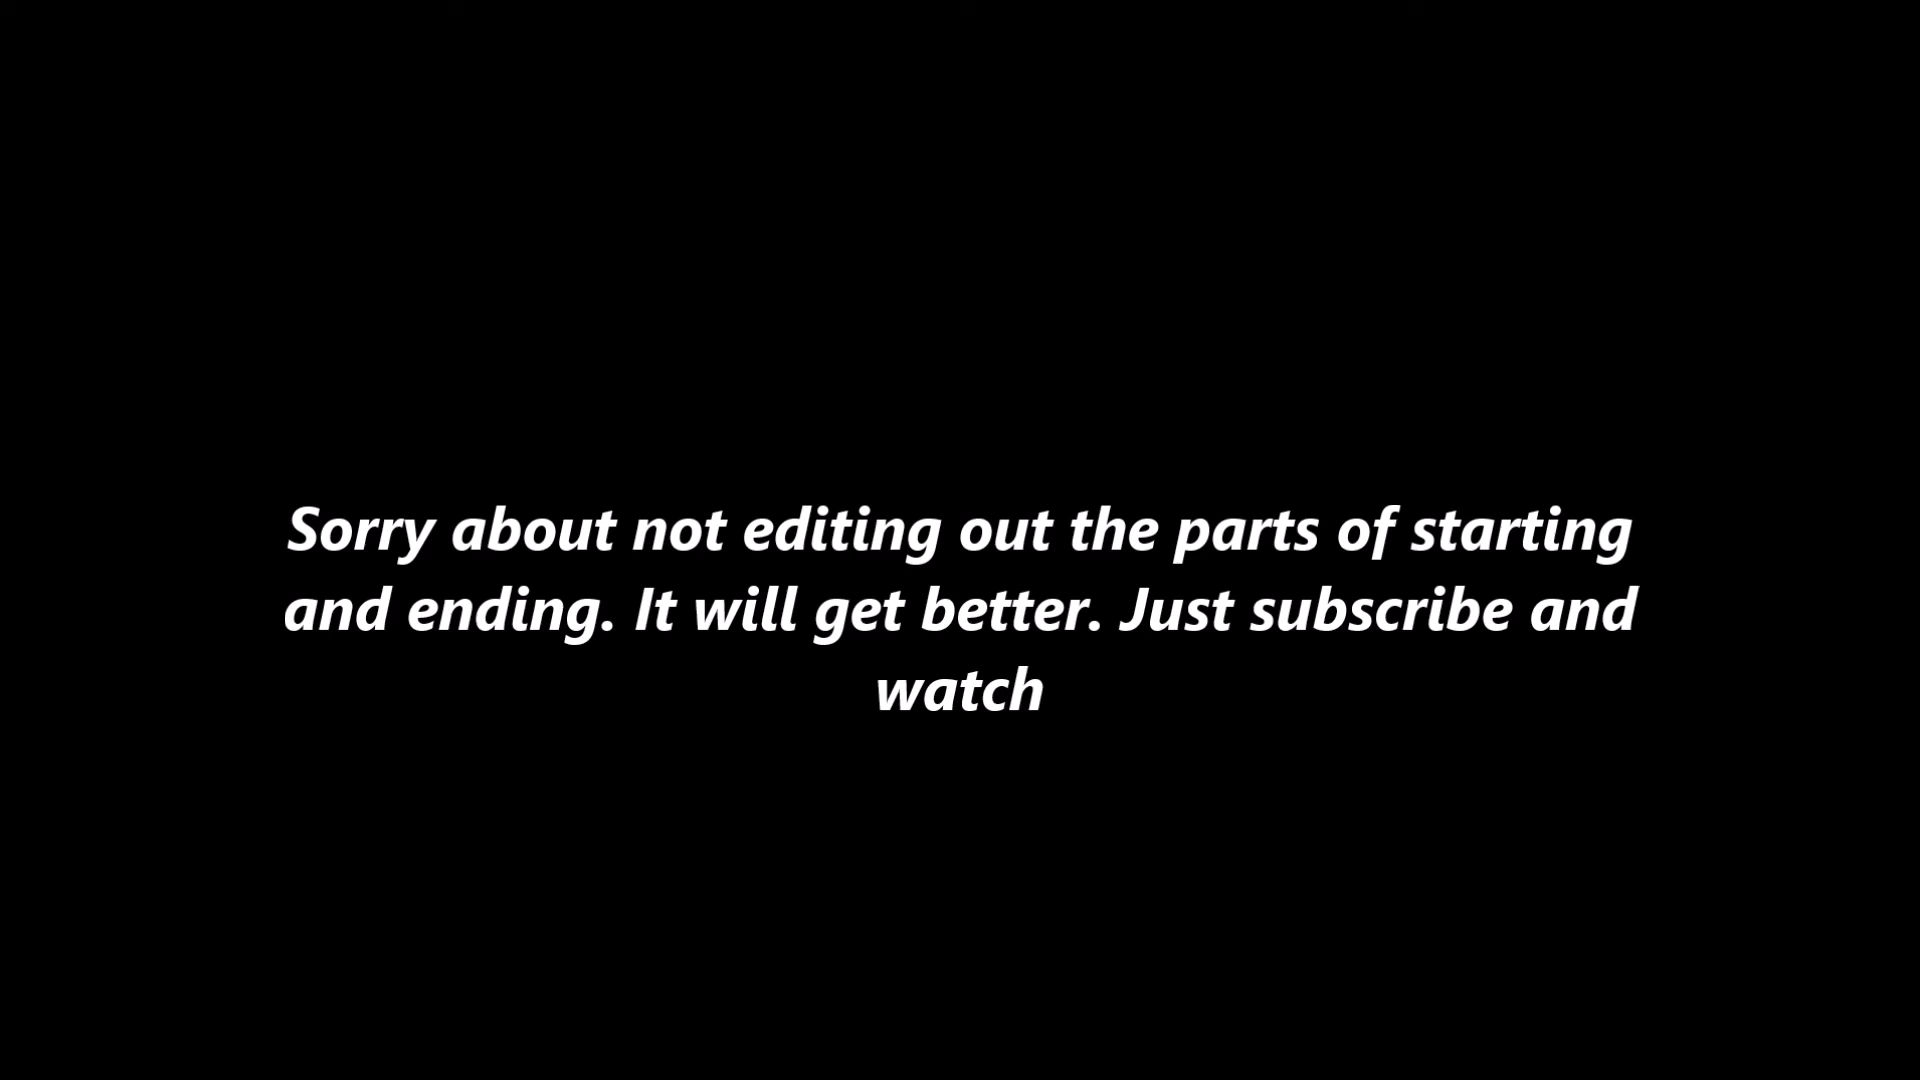 Sorry about not editing out the parts of starting
and ending. It will get better. Just subscribe and
watch